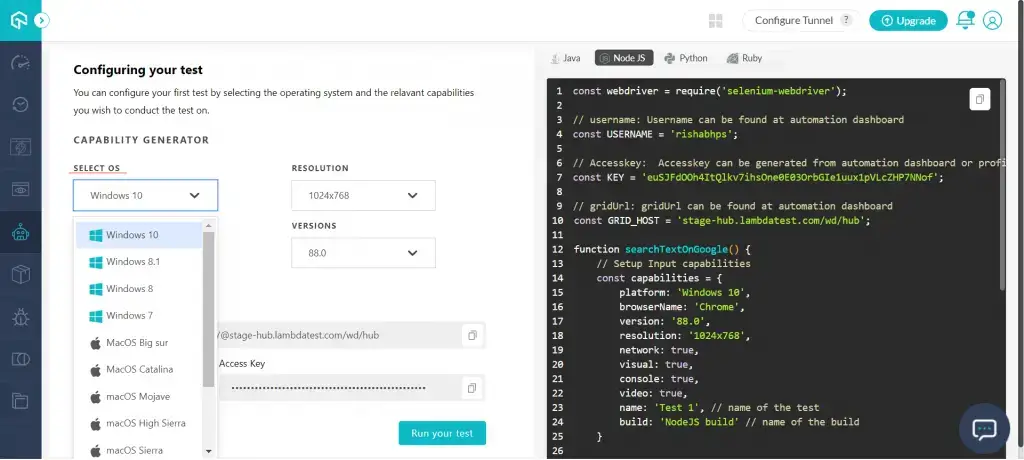 Configure Tunnel ?
Upgrade
Configuring your test
You can configure your first test by selecting the operating system and the relavant capabilities
you wish to conduct the test on.
CAPABILITY GENERATOR
SELECT OS
Windows 10
Windows 10
Windows 8.1
Windows 8
Windows 7
MacOS Big sur
MacOS Catalina
macOS Mojave
macOS High Sierra
macOS Sierra
RESOLUTION
1024x768
VERSIONS
88.0
/@stage-hub.lambdatest.com/wd/hub
Access Key
••••••••••••••••••••••••••••••••••••••••••••••••••
Run your test
Java
Node JS
Python
Ruby
1 const webdriver = require('selenium-webdriver');
2
3 // username: Username can be found at automation dashboard
4 const USERNAME = 'rishabhps';
5
6 // Accesskey: Accesskey can be generated from automation dashboard or profi
7 const KEY = 'euSJFdOOh4ItQlkv7ihsOne0E03OrbGIe1uux1pVLcZHP7NNof';
8
9 // gridUrl: gridUrl can be found at automation dashboard
10 const GRID_HOST = 'stage-hub.lambdatest.com/wd/hub';
11
12 function searchTextOnGoogle() {
13 // Setup Input capabilities
14 const capabilities = {
15 platform: 'Windows 10',
16 browserName: 'Chrome',
17 version: '88.0',
18 resolution: '1024x768',
19 network: true,
20 visual: true,
21 console: true,
22 video: true,
23 name: 'Test 1', // name of the test
24 build: 'NodeJS build' // name of the build
25 }
26